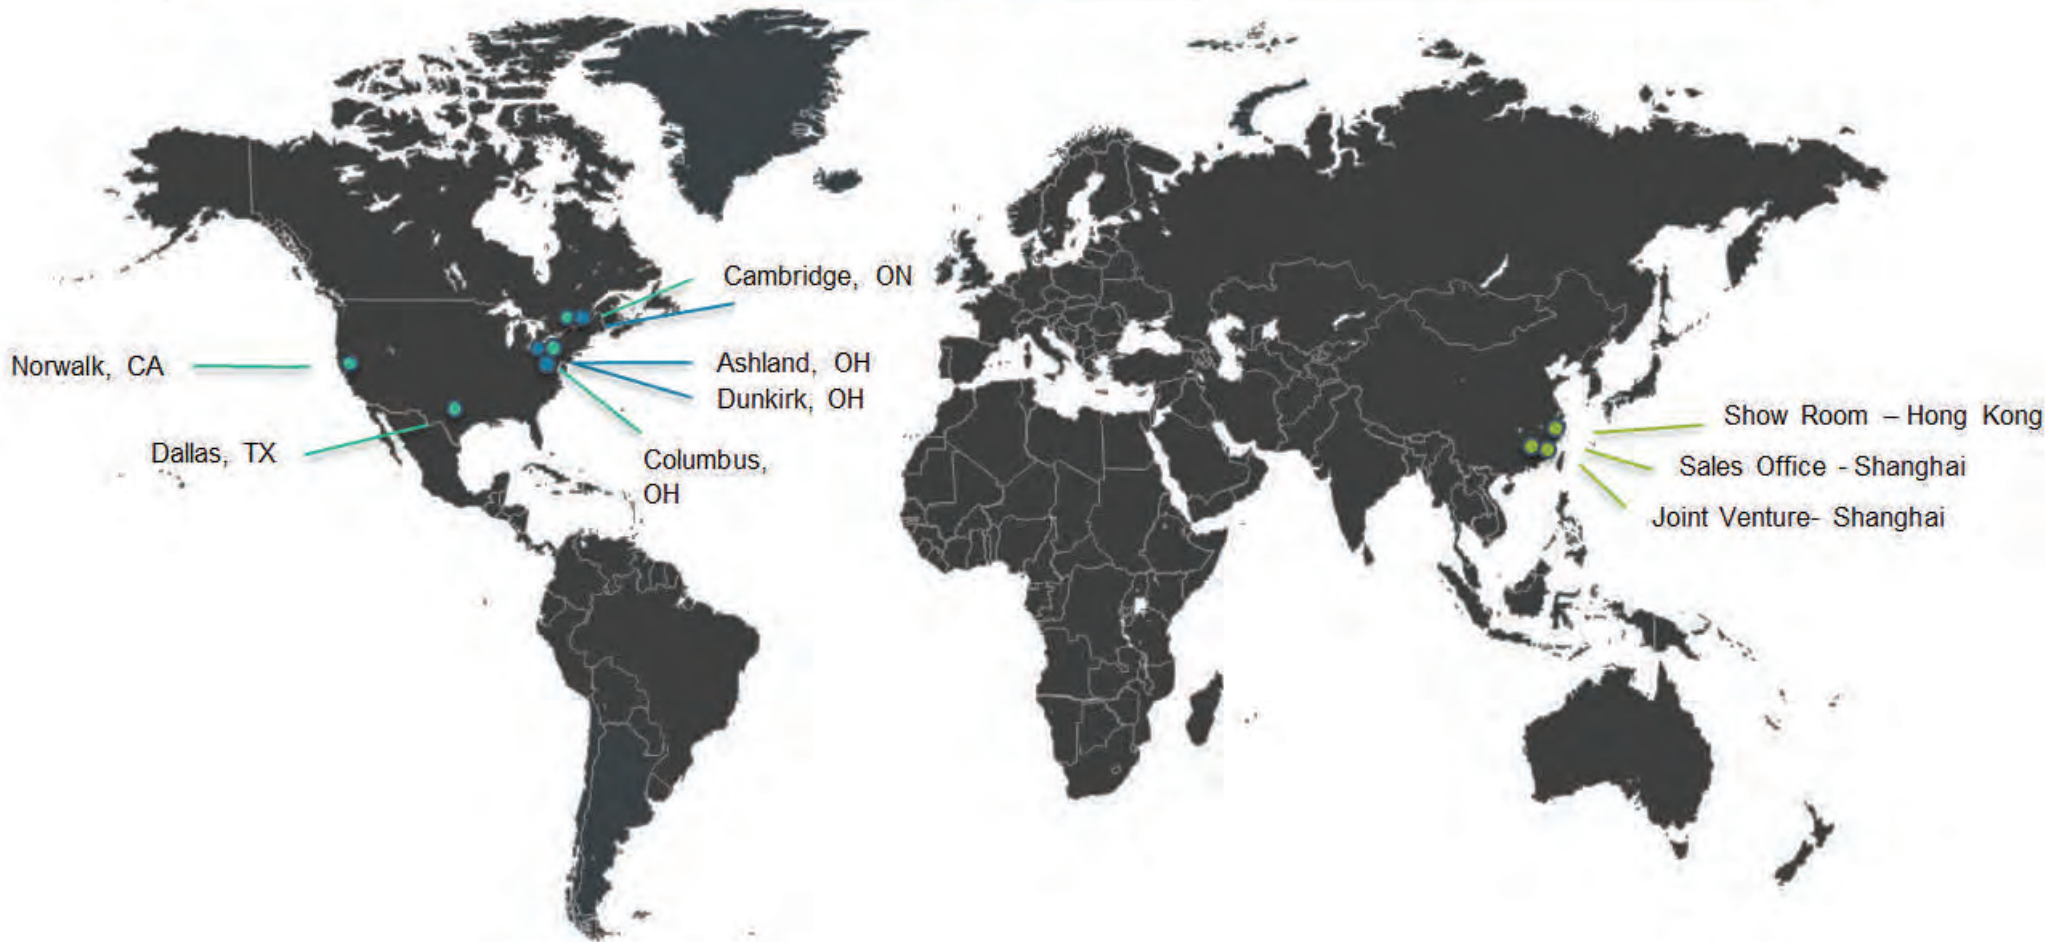 Cambridge, ON
Norwalk, CA
Ashland, OH
Dunkirk, OH
Dallas, TX
Columbus,
OH
Show Room – Hong Kong
Sales Office - Shanghai
Joint Venture- Shanghai